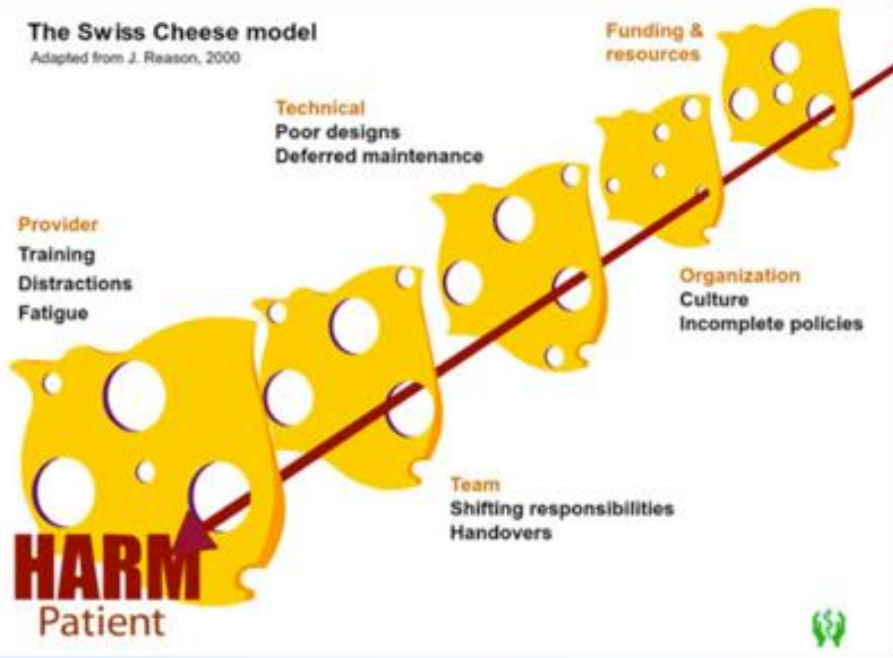 The Swiss Cheese model
Adapted from J. Reason, 2000
Funding &
resources
Technical
Poor designs
Deferred maintenance
Provider
Training
Distractions
Fatigue
Organization
Culture
Incomplete policies
Team
Shifting responsibilities
Handovers
HARM
Patient